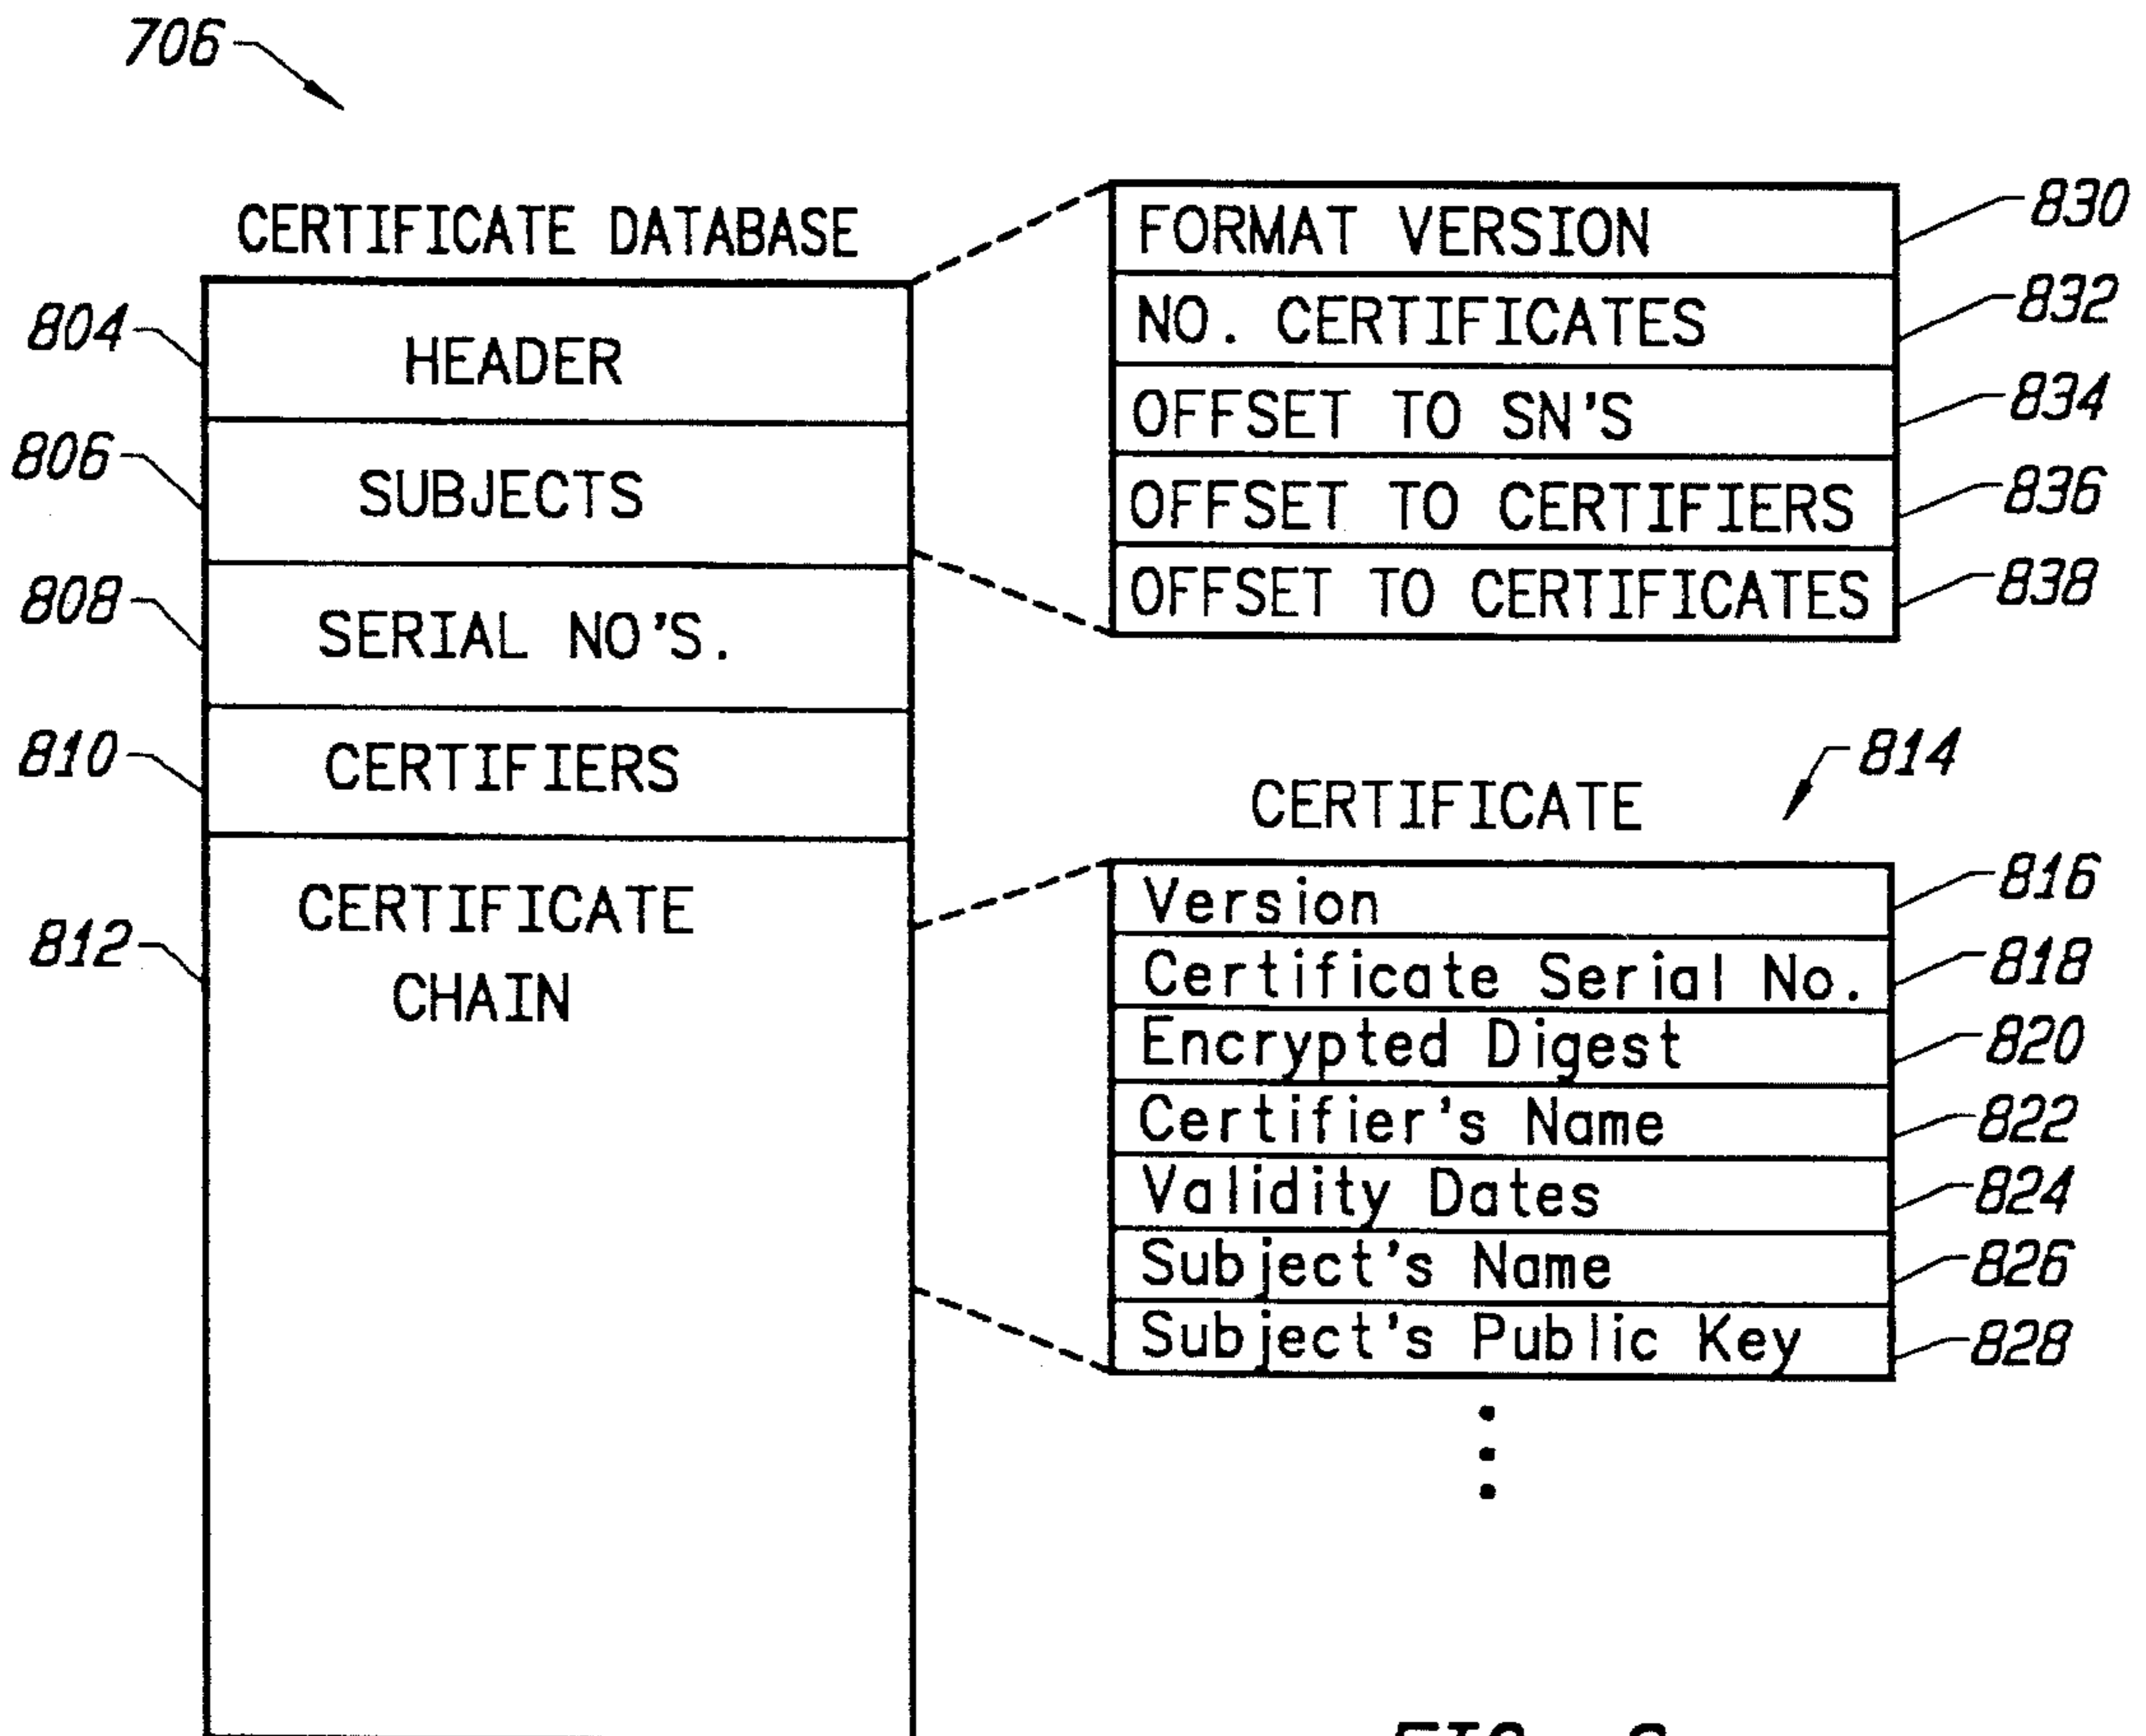 706
CERTIFICATE DATABASE
804
HEADER
806
SUBJECTS
808
SERIAL NO'S.
810
CERTIFIERS
812
CERTIFICATE
CHAIN
FORMAT VERSION 830
NO. CERTIFICATES 832
OFFSET TO SN'S 834
OFFSET TO CERTIFIERS 836
OFFSET TO CERTIFICATES 838
CERTIFICATE 814
Version 816
Certificate Serial No. 818
Encrypted Digest 820
Certifier's Name 822
Validity Dates 824
Subject's Name 826
Subject's Public Key 828